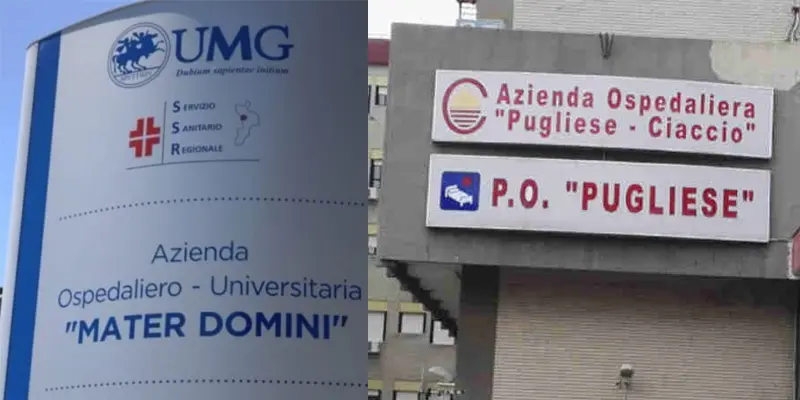 UMG
Dubium sapientiae initium
SERVIZIO
SANITARIO
REGIONALE
S
S
R
Azienda
Ospedaliero - Universitaria
"MATER DOMINI"
Azienda Ospedaliera
"Pugliese - Ciaccio"
P.O. "PUGLIESE"